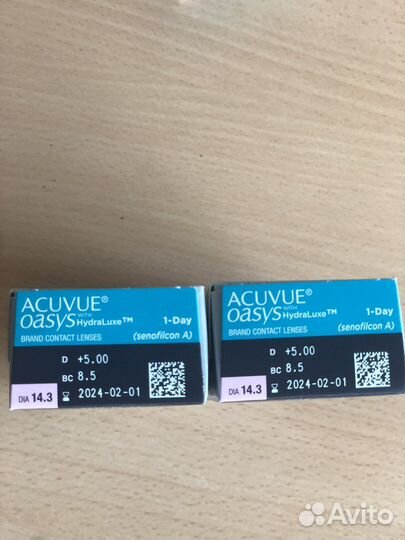 ACUVUE®
OASYS WITH HydraLuxe™ 1-Day
BRAND CONTACT LENSES (senofilcon A)
D +5.00
BC 8.5
DIA 14.3 2024-02-01
ACUVUE®
OASYS WITH HydraLuxe™ 1-Day
BRAND CONTACT LENSES (senofilcon A)
D +5.00
BC 8.5
DIA 14.3 2024-02-01
Avito